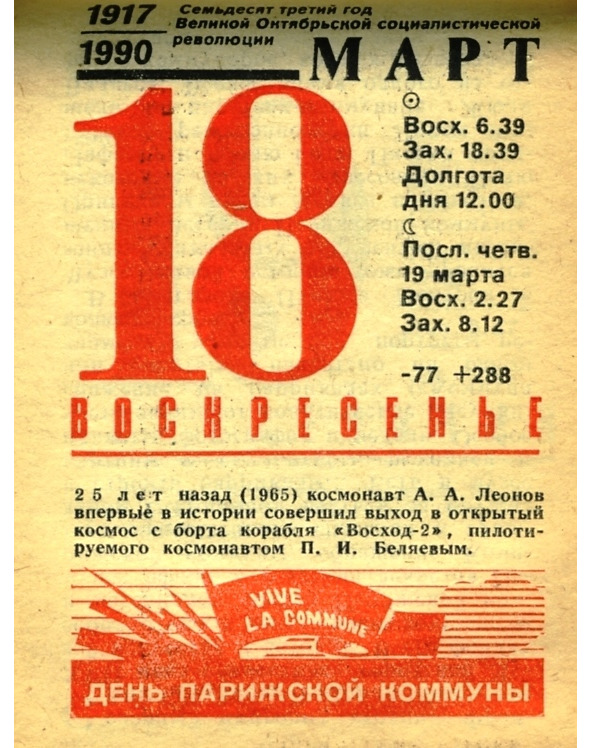 1917
Семьдесят третий год
Великой Октябрьской социалистической
революции
1990
МАРТ
18
☉
Восх. 6.39
Зах. 18.39
Долгота
дня 12.00
☾
Посл. четв.
19 марта
Восх. 2.27
Зах. 8.12
-77 +288
ВОСКРЕСЕНЬЕ
25 лет назад (1965) космонавт А. А. Леонов
впервые в истории совершил выход в открытый
космос с борта корабля «Восход-2», пилоти-
руемого космонавтом П. И. Беляевым.
VIVE
LA COMMUNE
ДЕНЬ ПАРИЖСКОЙ КОММУНЫ